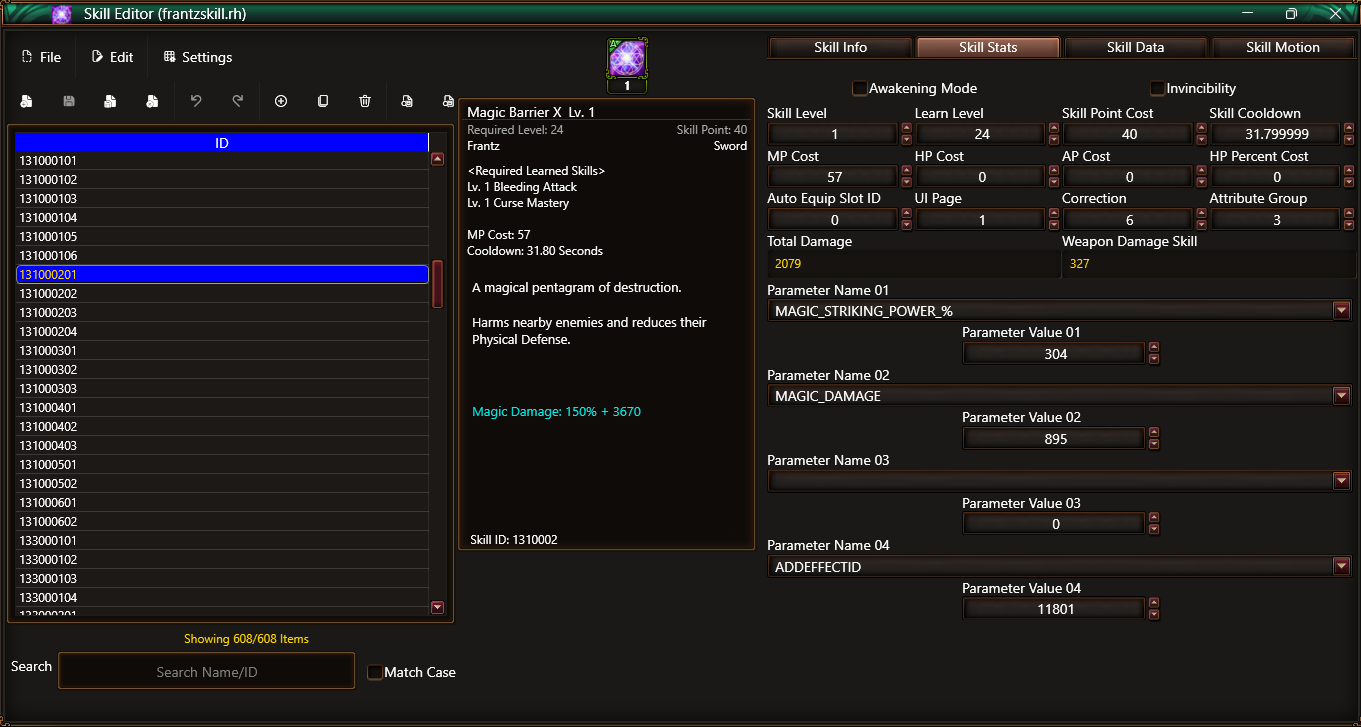 Skill Editor (frantzskill.rh)
File
Edit
Settings
ID
131000101
131000102
131000103
131000104
131000105
131000106
131000201
131000202
131000203
131000204
131000301
131000302
131000303
131000401
131000402
131000403
131000501
131000502
131000601
131000602
133000101
133000102
133000103
133000104
133000201
Showing 608/608 Items
Search
Search Name/ID
Match Case
1
Magic Barrier X Lv. 1
Required Level: 24
Skill Point: 40
Frantz
Sword
<Required Learned Skills>
Lv. 1 Bleeding Attack
Lv. 1 Curse Mastery
MP Cost: 57
Cooldown: 31.80 Seconds
A magical pentagram of destruction.
Harms nearby enemies and reduces their
Physical Defense.
Magic Damage: 150% + 3670
Skill ID: 1310002
Skill Info
Skill Stats
Skill Data
Skill Motion
Awakening Mode
Invincibility
Skill Level
Learn Level
Skill Point Cost
Skill Cooldown
1
24
40
31.799999
MP Cost
HP Cost
AP Cost
HP Percent Cost
57
0
0
0
Auto Equip Slot ID
UI Page
Correction
Attribute Group
0
1
6
3
Total Damage
Weapon Damage Skill
2079
327
Parameter Name 01
MAGIC_STRIKING_POWER_%
Parameter Value 01
304
Parameter Name 02
MAGIC_DAMAGE
Parameter Value 02
895
Parameter Name 03
Parameter Value 03
0
Parameter Name 04
ADDEFFECTID
Parameter Value 04
11801